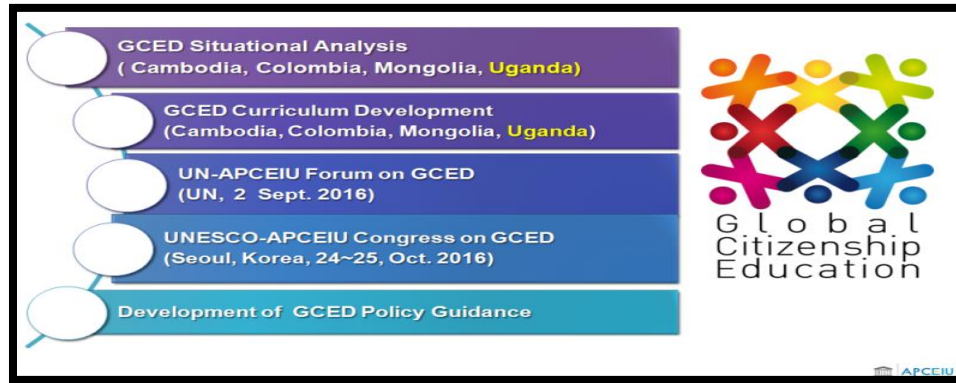 GCED Situational Analysis
( Cambodia, Colombia, Mongolia, Uganda)
GCED Curriculum Development
(Cambodia, Colombia, Mongolia, Uganda)
UN-APCEIU Forum on GCED
(UN, 2 Sept. 2016)
UNESCO-APCEIU Congress on GCED
(Seoul, Korea, 24~25, Oct. 2016)
Development of GCED Policy Guidance
Global
Citizenship
Education
APCEIU